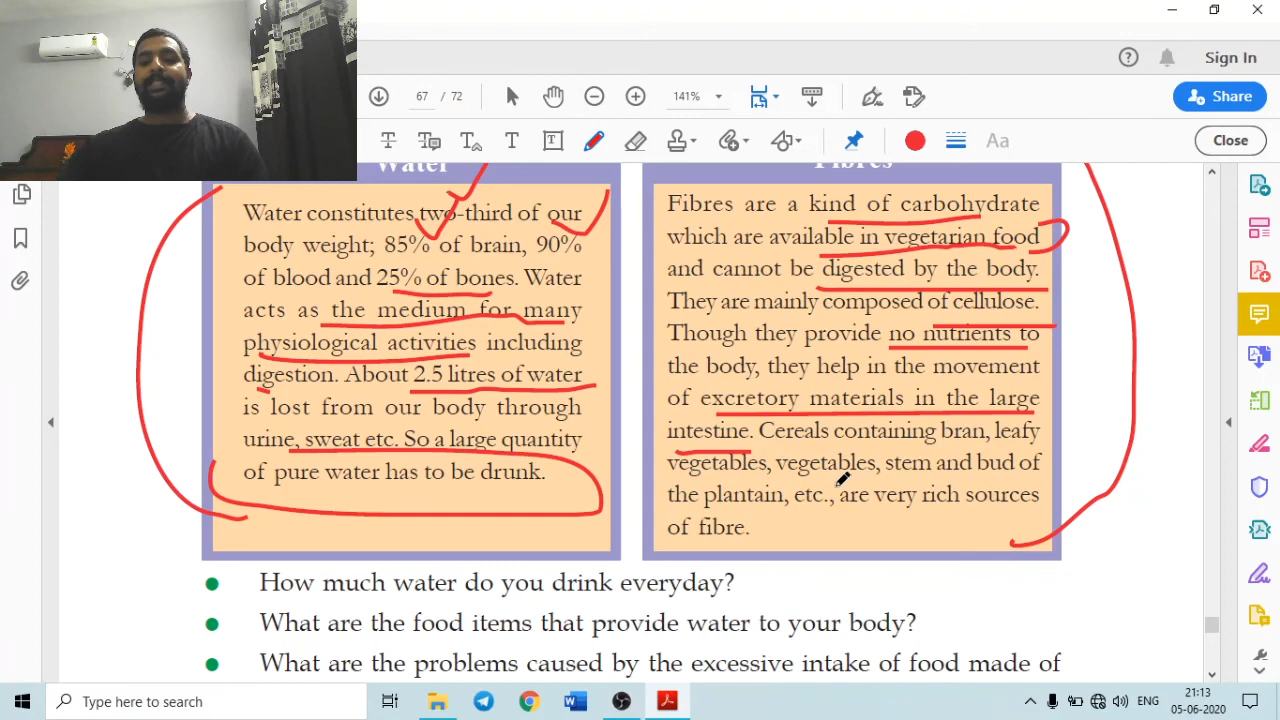 Sign In
67 / 72
141%
Share
Aa
Close
Water
Water constitutes two-third of our
body weight; 85% of brain, 90%
of blood and 25% of bones. Water
acts as the medium for many
physiological activities including
digestion. About 2.5 litres of water
is lost from our body through
urine, sweat etc. So a large quantity
of pure water has to be drunk.
Fibres
Fibres are a kind of carbohydrate
which are available in vegetarian food
and cannot be digested by the body.
They are mainly composed of cellulose.
Though they provide no nutrients to
the body, they help in the movement
of excretory materials in the large
intestine. Cereals containing bran, leafy
vegetables, vegetables, stem and bud of
the plantain, etc., are very rich sources
of fibre.
How much water do you drink everyday?
What are the food items that provide water to your body?
What are the problems caused by the excessive intake of food made of
Type here to search
ENG
21:13
05-06-2020